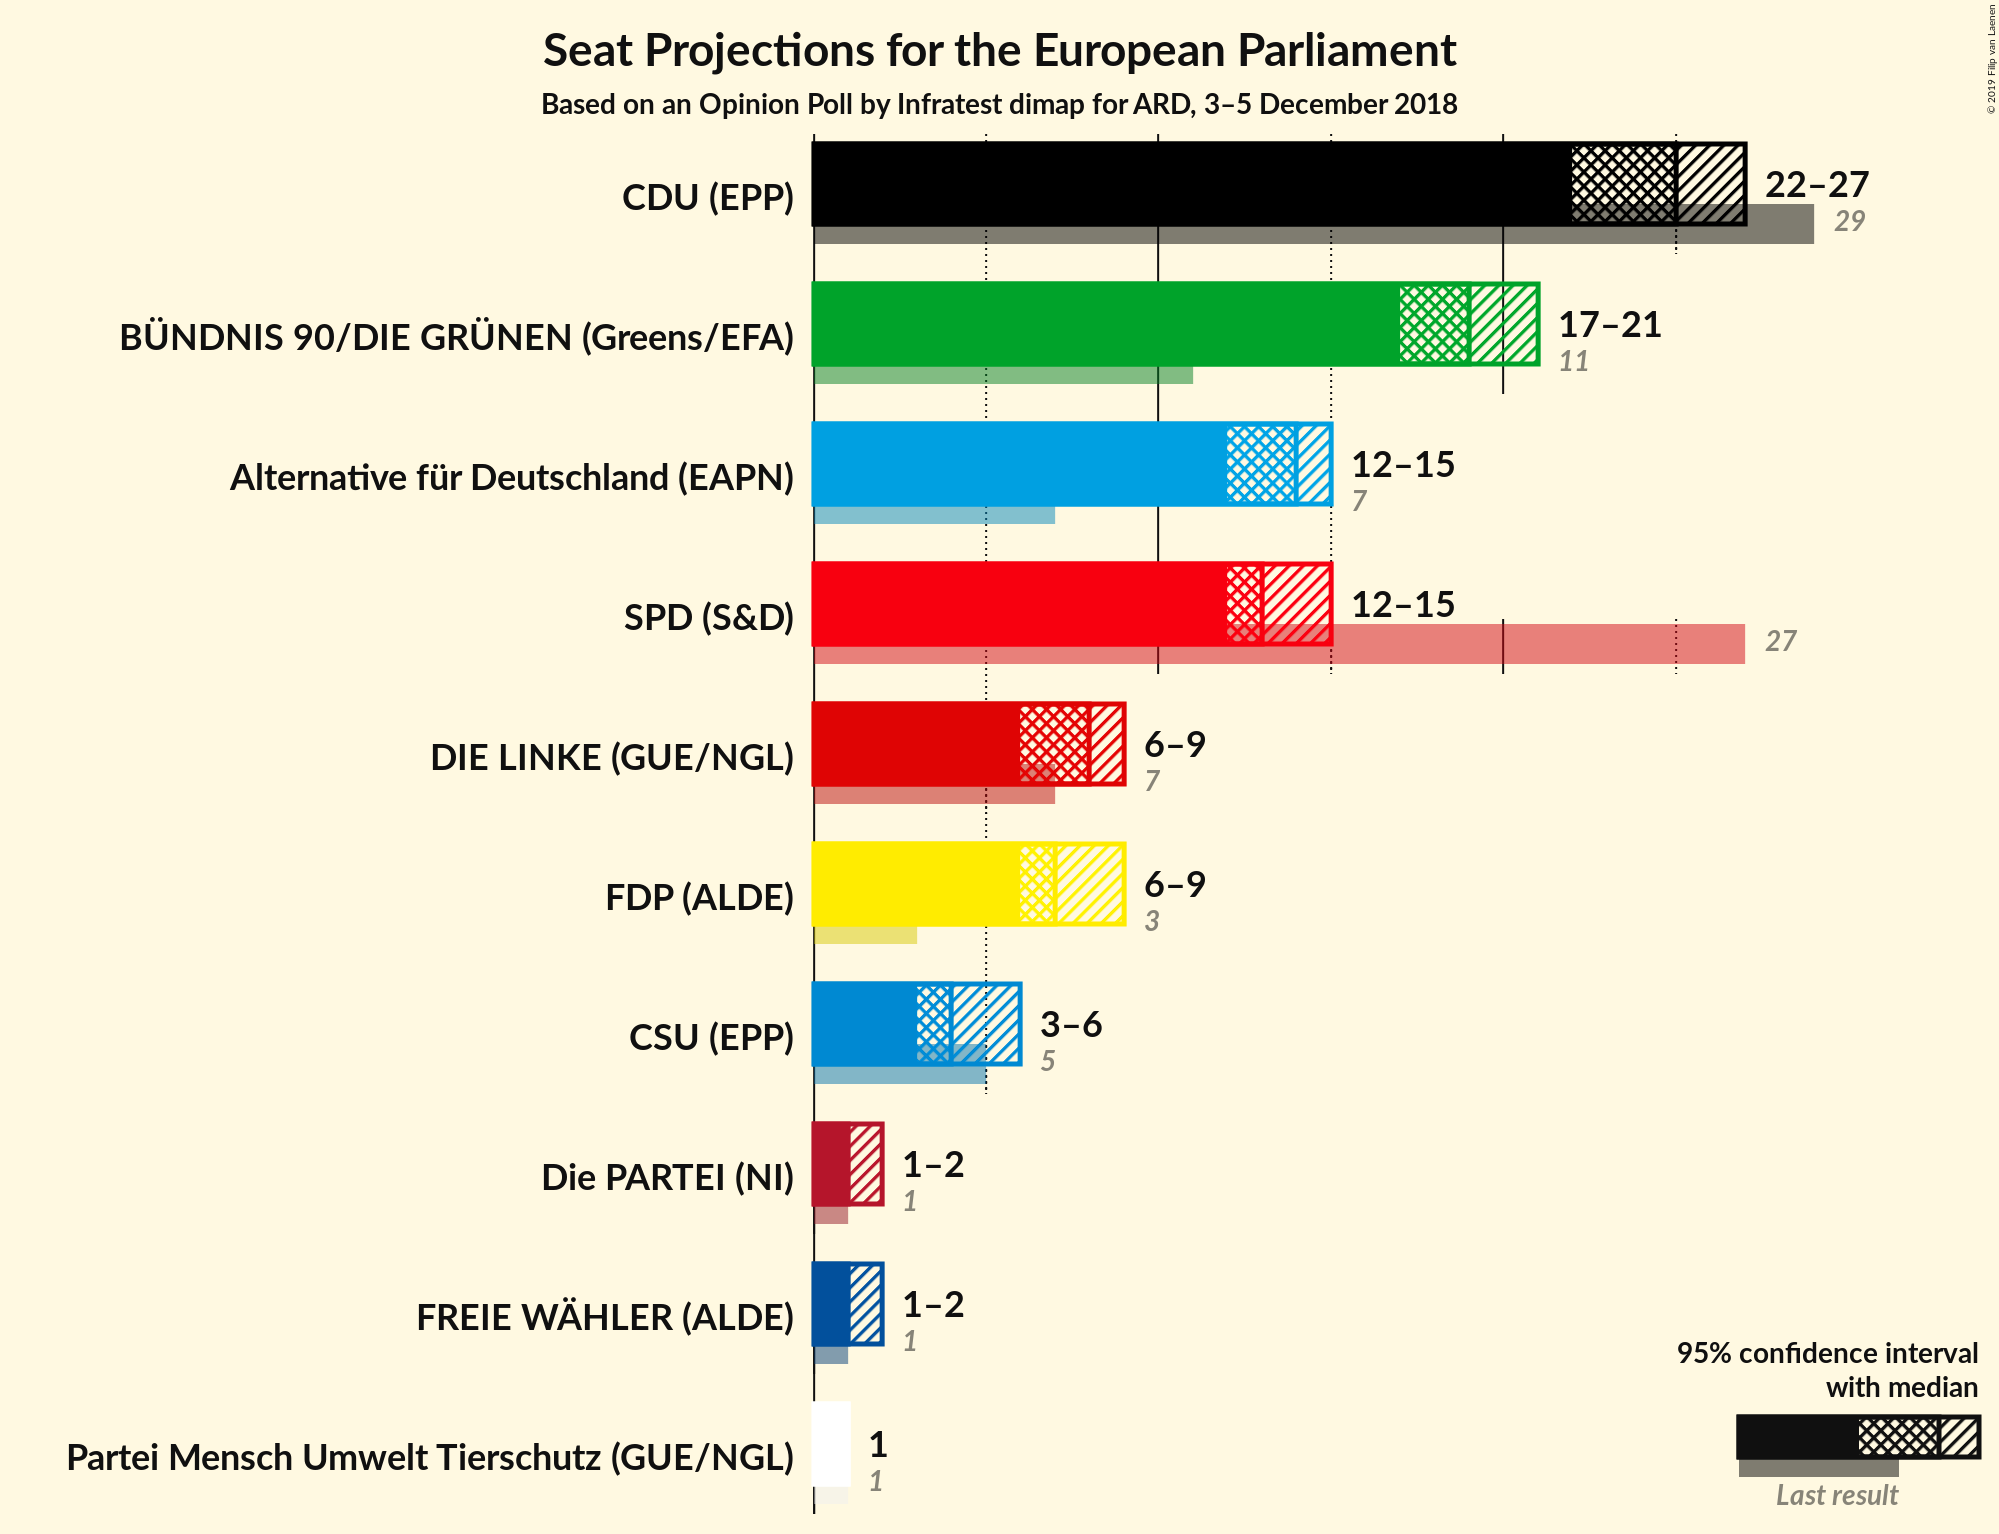 Seat Projections for the European Parliament
Based on an Opinion Poll by Infratest dimap for ARD, 3–5 December 2018
© 2019 Filip van Laenen
CDU (EPP)
22–27
29
BÜNDNIS 90/DIE GRÜNEN (Greens/EFA)
17–21
11
Alternative für Deutschland (EAPN)
12–15
7
SPD (S&D)
12–15
27
DIE LINKE (GUE/NGL)
6–9
7
FDP (ALDE)
6–9
3
CSU (EPP)
3–6
5
Die PARTEI (NI)
1–2
1
FREIE WÄHLER (ALDE)
1–2
1
Partei Mensch Umwelt Tierschutz (GUE/NGL)
1
1
95% confidence interval
with median
Last result